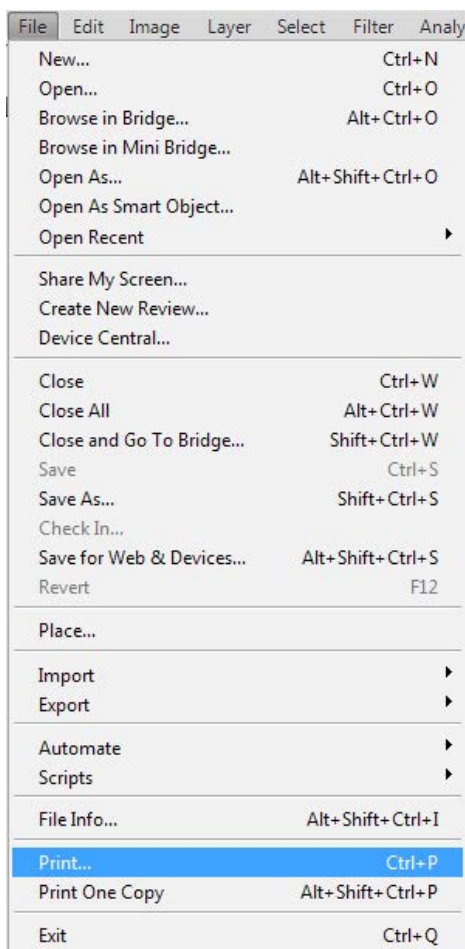 File Edit Image Layer Select Filter Analy
New... Ctrl+N
Open... Ctrl+O
Browse in Bridge... Alt+Ctrl+O
Browse in Mini Bridge...
Open As... Alt+Shift+Ctrl+O
Open As Smart Object...
Open Recent
Share My Screen...
Create New Review...
Device Central...
Close Ctrl+W
Close All Alt+Ctrl+W
Close and Go To Bridge... Shift+Ctrl+W
Save Ctrl+S
Save As... Shift+Ctrl+S
Check In...
Save for Web & Devices... Alt+Shift+Ctrl+S
Revert F12
Place...
Import
Export
Automate
Scripts
File Info... Alt+Shift+Ctrl+I
Print... Ctrl+P
Print One Copy Alt+Shift+Ctrl+P
Exit Ctrl+Q